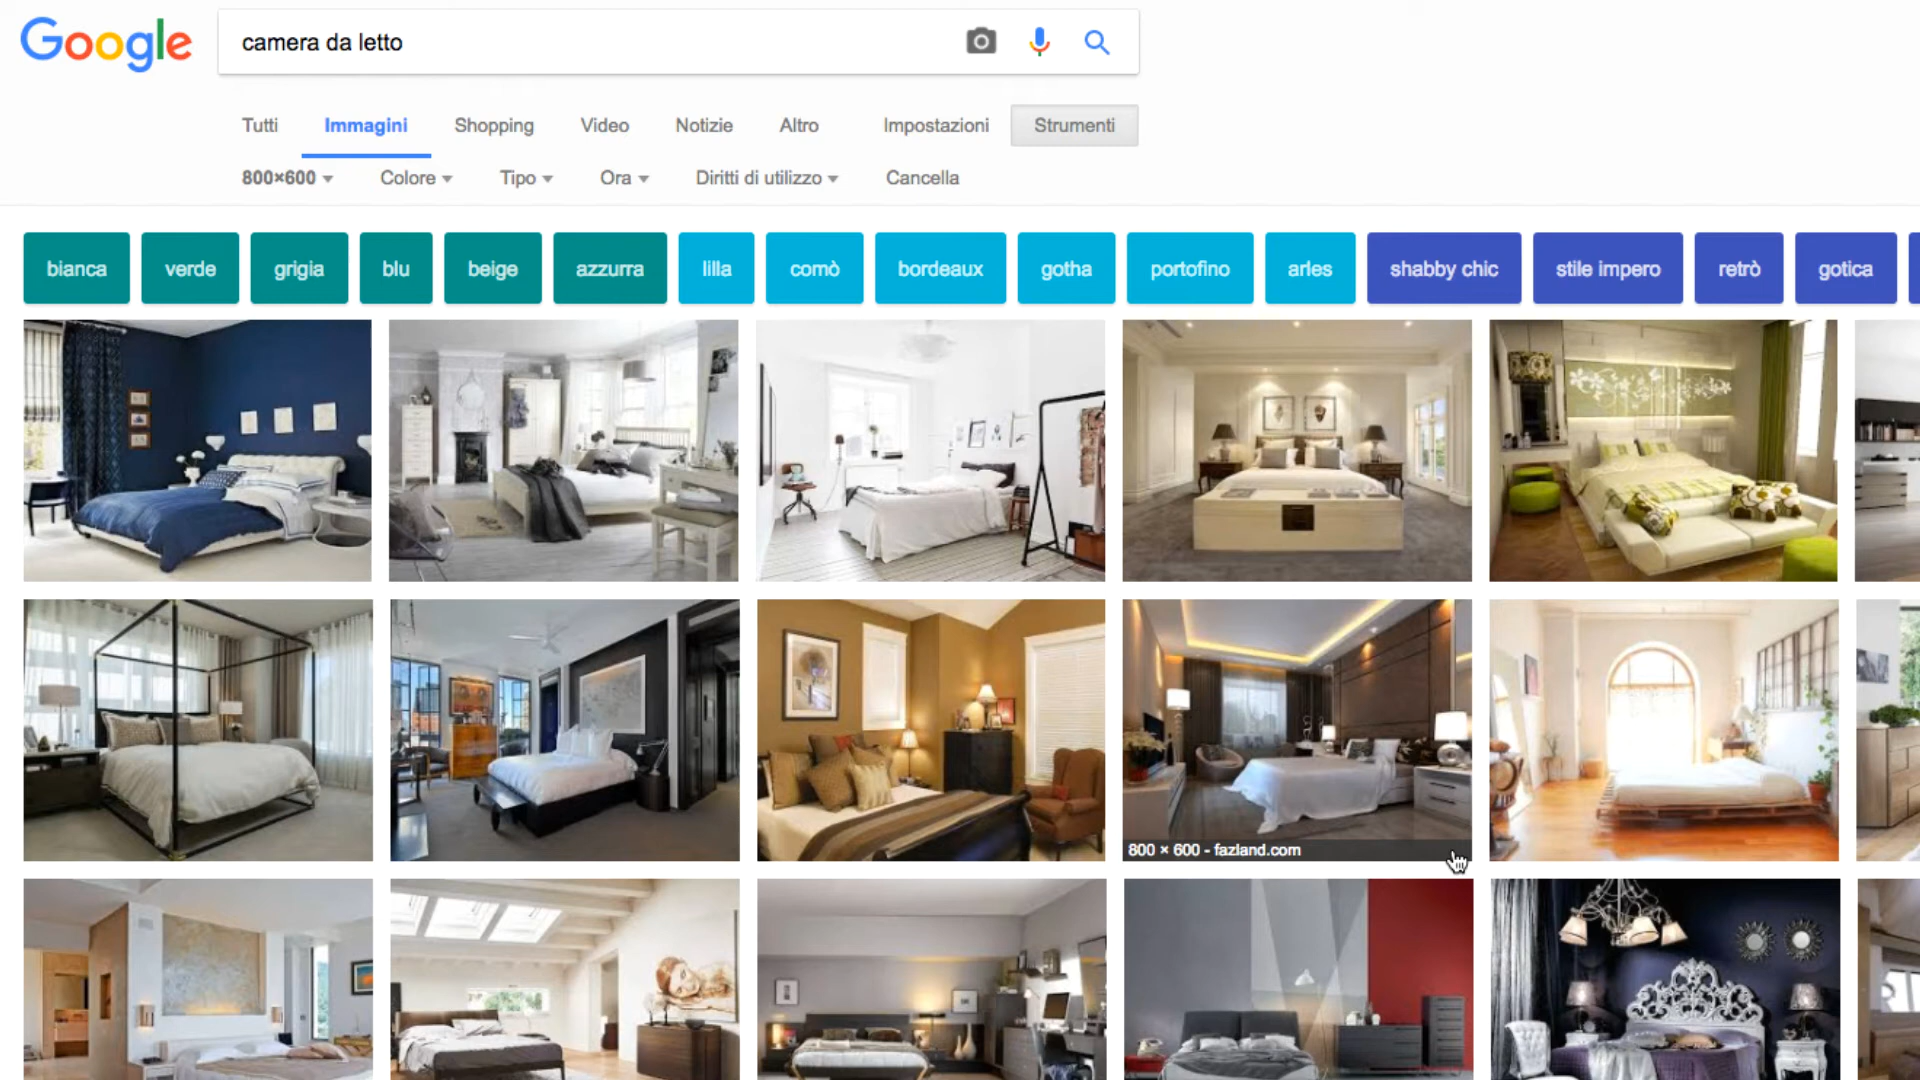 Google
camera da letto
Tutti Immagini Shopping Video Notizie Altro Impostazioni Strumenti
800×600 Colore Tipo Ora Diritti di utilizzo Cancella
bianca verde grigia blu beige azzurra lilla comò bordeaux gotha portofino arles shabby chic stile impero retrò gotica
800 × 600 - fazland.com